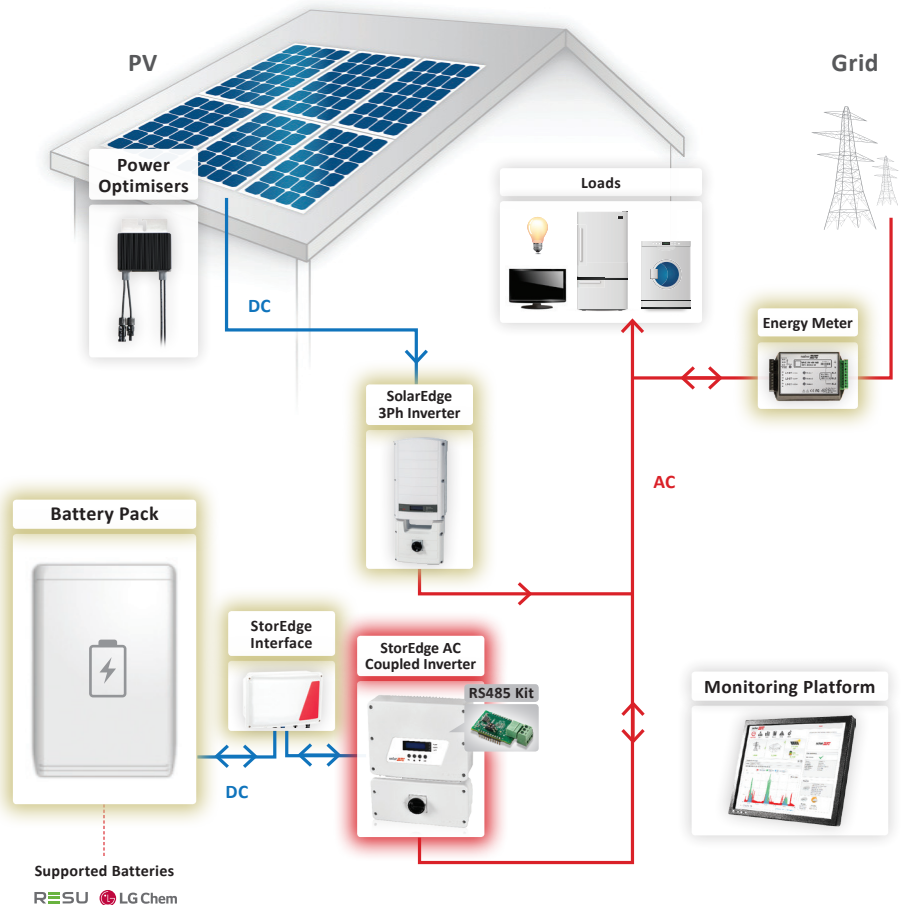 PV
Grid
Power
Optimisers
Loads
DC
Energy Meter
SolarEdge
3Ph Inverter
AC
Battery Pack
StorEdge
Interface
StorEdge AC
Coupled Inverter
RS485 Kit
Monitoring Platform
DC
Supported Batteries
RESU LG Chem